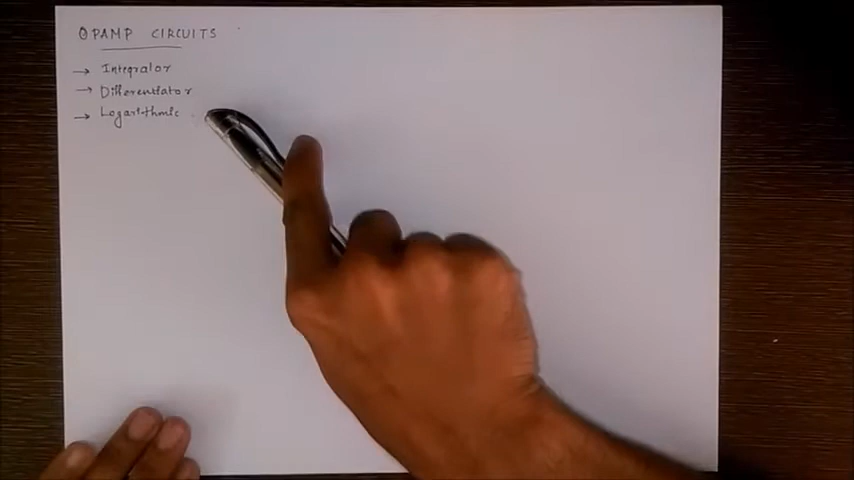 OPAMP CIRCUITS
→ Integrator
→ Differentiator
→ Logarithmic